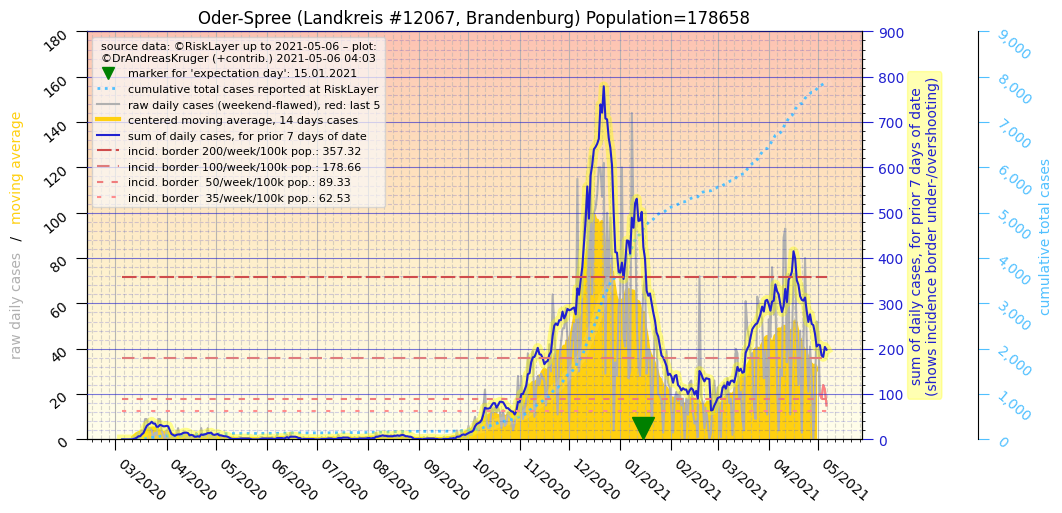 Oder-Spree (Landkreis #12067, Brandenburg) Population=178658
source data: ©RiskLayer up to 2021-05-06 – plot:
©DrAndreasKruger (+contrib.) 2021-05-06 04:03
marker for 'expectation day': 15.01.2021
cumulative total cases reported at RiskLayer
raw daily cases (weekend-flawed), red: last 5
centered moving average, 14 days cases
sum of daily cases, for prior 7 days of date
incid. border 200/week/100k pop.: 357.32
incid. border 100/week/100k pop.: 178.66
incid. border  50/week/100k pop.: 89.33
incid. border  35/week/100k pop.: 62.53
raw daily cases  /  moving average
180
160
140
120
100
80
60
40
20
0
03/2020
04/2020
05/2020
06/2020
07/2020
08/2020
09/2020
10/2020
11/2020
12/2020
01/2021
02/2021
03/2021
04/2021
05/2021
900
800
700
600
500
400
300
200
100
0
sum of daily cases, for prior 7 days of date
(shows incidence border under-/overshooting)
9,000
8,000
7,000
6,000
5,000
4,000
3,000
2,000
1,000
0
cumulative total cases